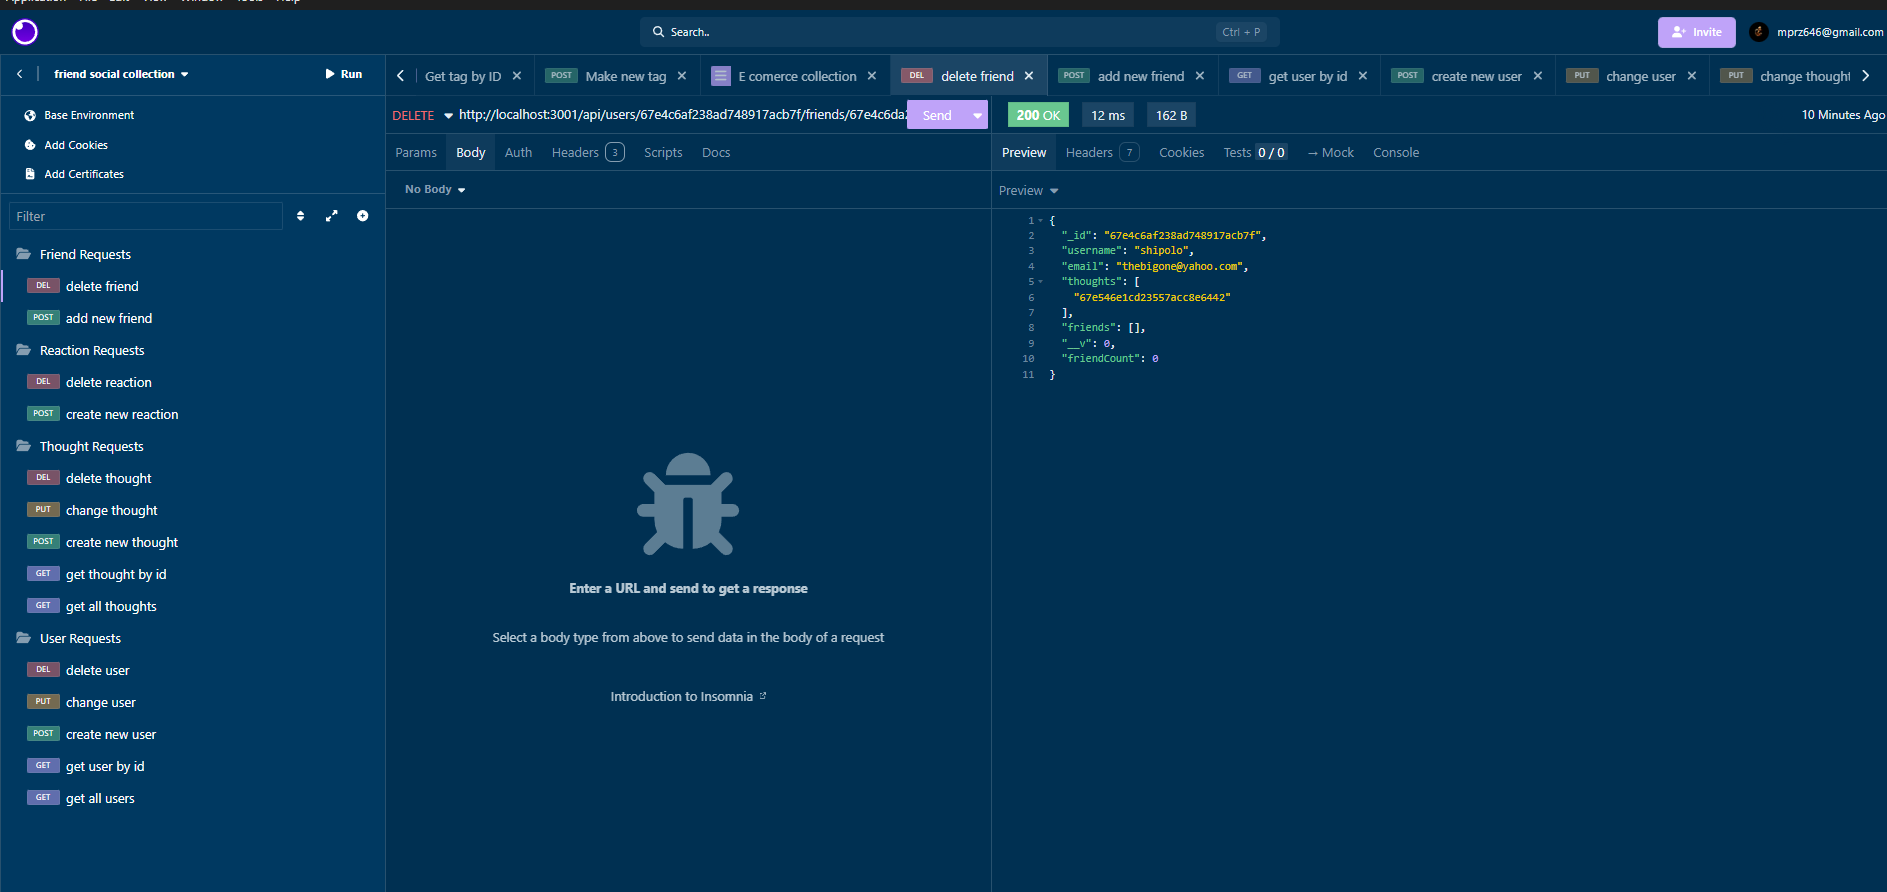 Application File Edit View Window Tools Help
Search..
Ctrl + P
Invite
mprz646@gmail.com
friend social collection
Run
Get tag by ID
POST Make new tag
E comerce collection
DEL delete friend
POST add new friend
GET get user by id
POST create new user
PUT change user
PUT change thought
Base Environment
Add Cookies
Add Certificates
Filter
Friend Requests
DEL delete friend
POST add new friend
Reaction Requests
DEL delete reaction
POST create new reaction
Thought Requests
DEL delete thought
PUT change thought
POST create new thought
GET get thought by id
GET get all thoughts
User Requests
DEL delete user
PUT change user
POST create new user
GET get user by id
GET get all users
DELETE http://localhost:3001/api/users/67e4c6af238ad748917acb7f/friends/67e4c6da2
Send
Params Body Auth Headers 3 Scripts Docs
No Body
Enter a URL and send to get a response
Select a body type from above to send data in the body of a request
Introduction to Insomnia
200 OK 12 ms 162 B
10 Minutes Ago
Preview Headers 7 Cookies Tests 0 / 0 → Mock Console
Preview
1 {
2 "_id": "67e4c6af238ad748917acb7f",
3 "username": "shipolo",
4 "email": "thebigone@yahoo.com",
5 "thoughts": [
6 "67e546e1cd23557acc8e6442"
7 ],
8 "friends": [],
9 "__v": 0,
10 "friendCount": 0
11 }